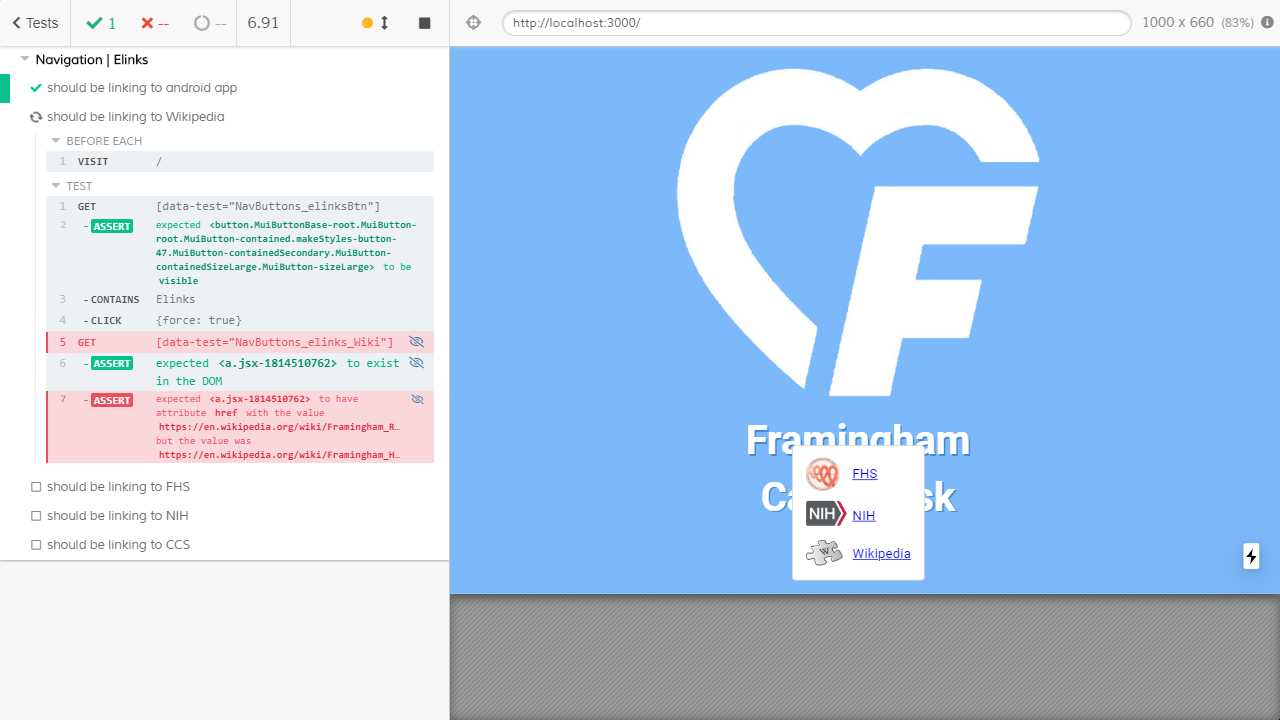 Tests 1 -- -- 6.91 http://localhost:3000/ 1000 x 660 (83%)
Navigation | Elinks
should be linking to android app
should be linking to Wikipedia
BEFORE EACH
1 VISIT /
TEST
1 GET [data-test="NavButtons_elinksBtn"]
2 -ASSERT expected <button.MuiButtonBase-root.MuiButton-
root.MuiButton-contained.makeStyles-button-
47.MuiButton-containedSecondary.MuiButton-
containedSizeLarge.MuiButton-sizeLarge> to be
visible
3 -CONTAINS Elinks
4 -CLICK {force: true}
5 GET [data-test="NavButtons_elinks_Wiki"]
6 -ASSERT expected <a.jsx-1814510762> to exist
in the DOM
7 -ASSERT expected <a.jsx-1814510762> to have
attribute href with the value
https://en.wikipedia.org/wiki/Framingham_R…
but the value was
https://en.wikipedia.org/wiki/Framingham_H…
should be linking to FHS
should be linking to NIH
should be linking to CCS
F
Framingham
Ca sk
FHS
NIH NIH
W Wikipedia